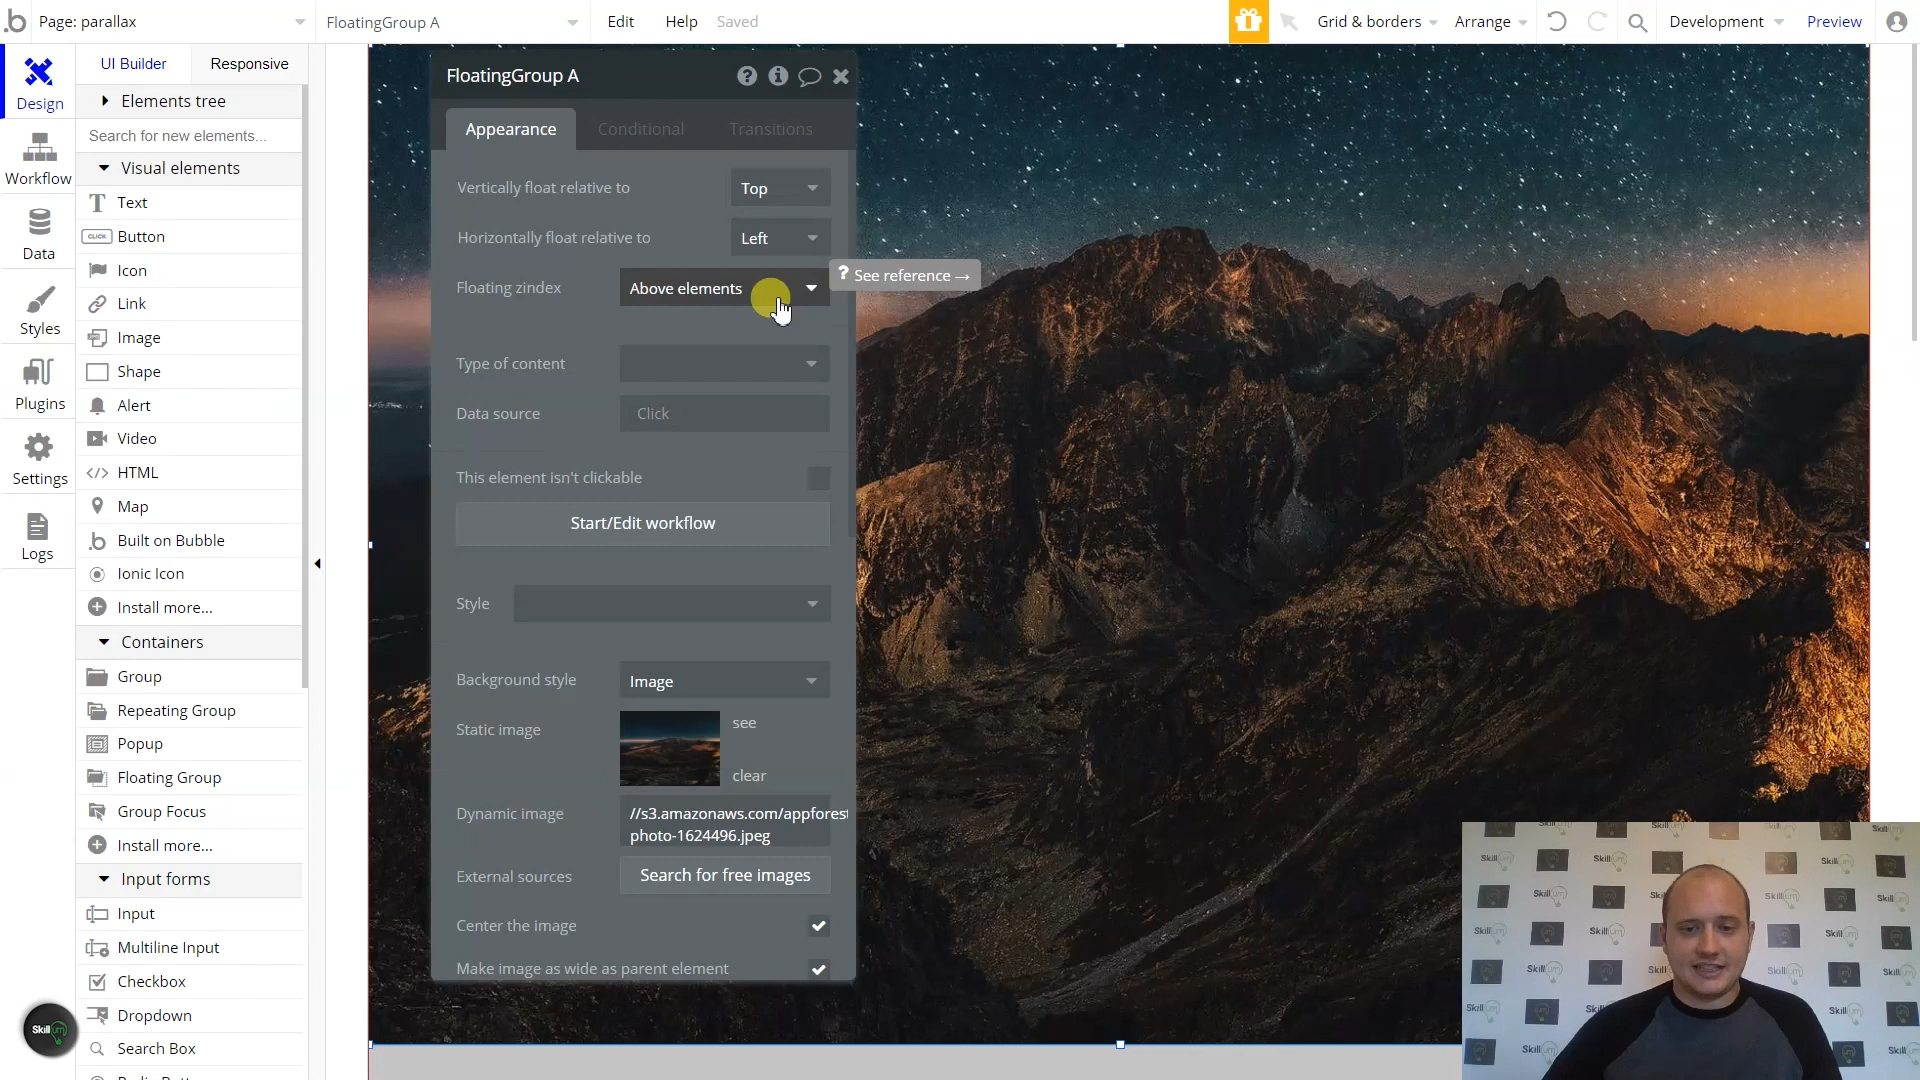 Page: parallax
FloatingGroup A
Edit
Help
Saved
Grid & borders
Arrange
Development
Preview
Design
Workflow
Data
Styles
Plugins
Settings
Logs
UI Builder
Responsive
Elements tree
Search for new elements...
Visual elements
Text
CLICK
Button
Icon
Link
Image
Shape
Alert
Video
HTML
Map
Built on Bubble
Ionic Icon
Install more...
Containers
Group
Repeating Group
Popup
Floating Group
Group Focus
Install more...
Input forms
Input
Multiline Input
Checkbox
Dropdown
Search Box
FloatingGroup A
Appearance
Conditional
Transitions
Vertically float relative to
Top
Horizontally float relative to
Left
Floating zindex
Above elements
? See reference →
Type of content
Data source
Click
This element isn't clickable
Start/Edit workflow
Style
Background style
Image
Static image
see
clear
Dynamic image
//s3.amazonaws.com/appforest
photo-1624496.jpeg
External sources
Search for free images
Center the image
Make image as wide as parent element
Skillum